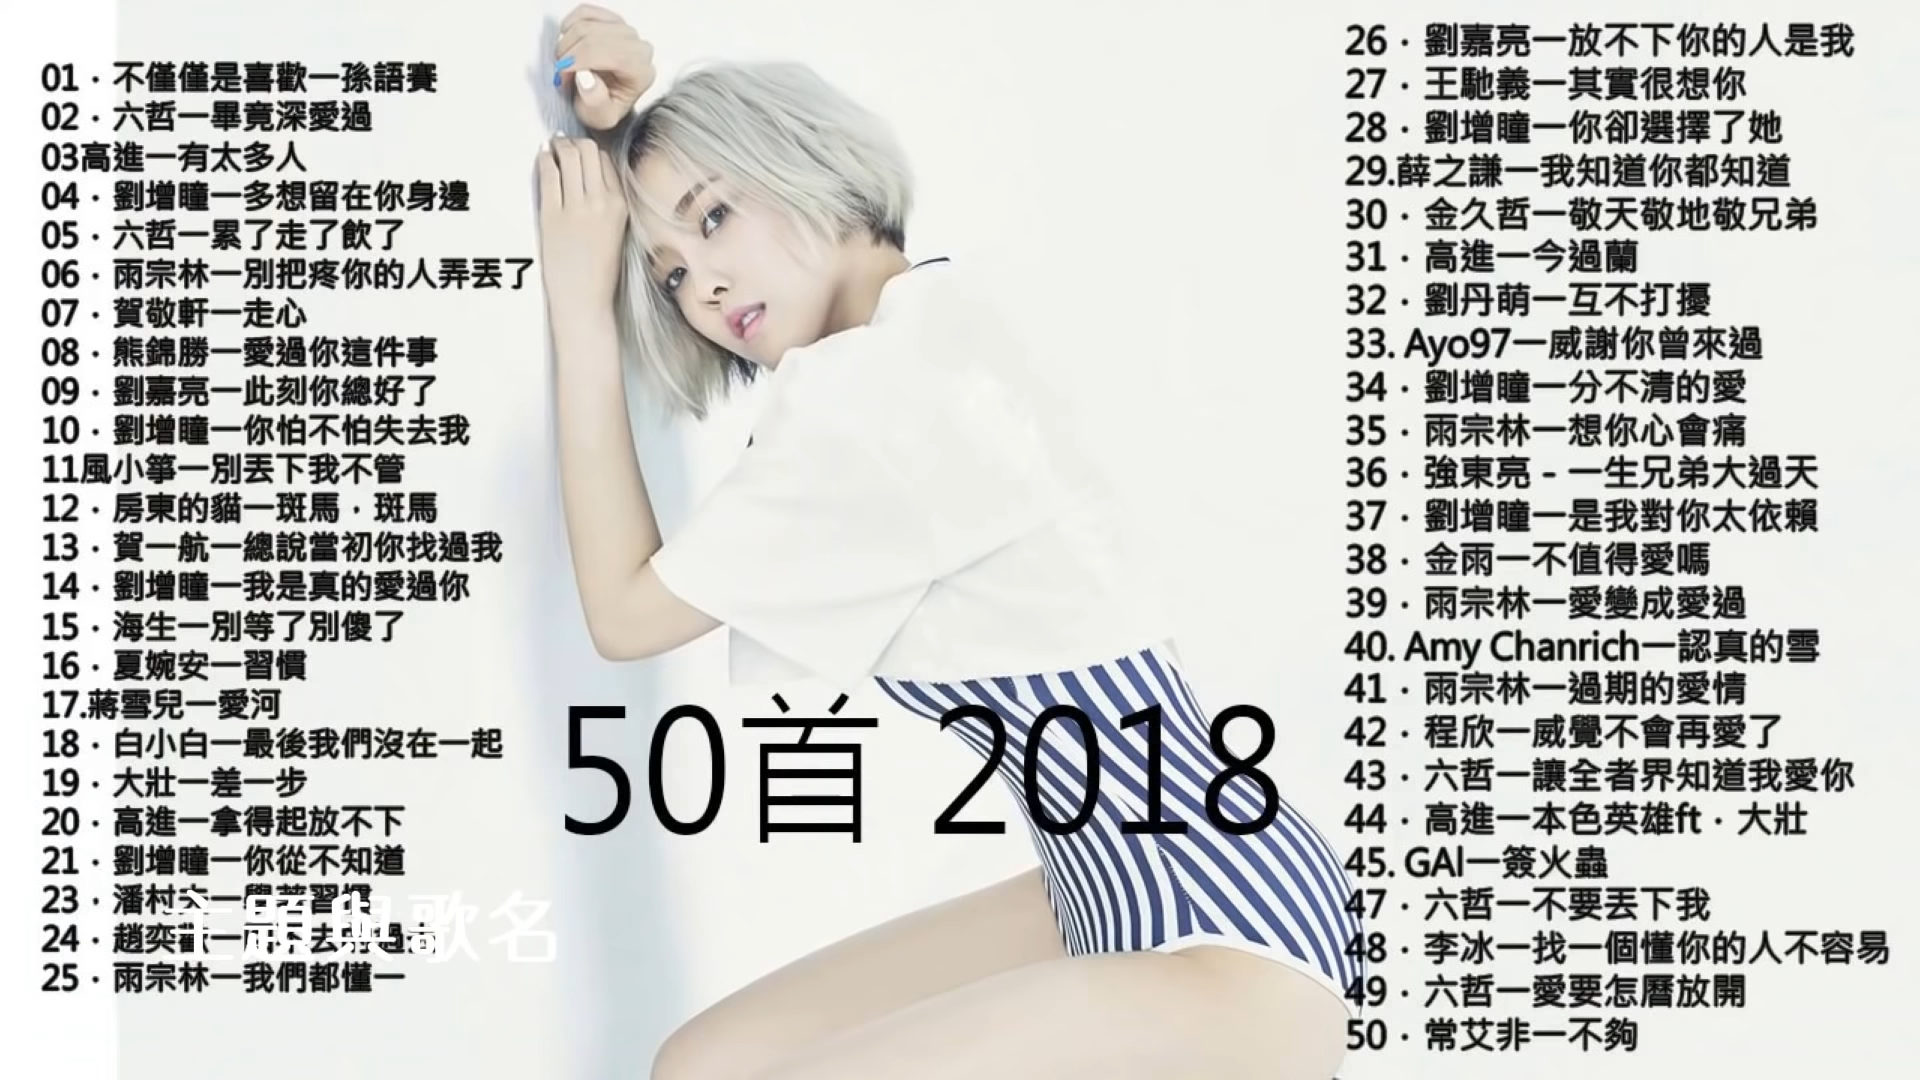 01．不僅僅是喜歡一孫語賽
02．六哲一畢竟深愛過
03高進一有太多人
04．劉增瞳一多想留在你身邊
05．六哲一累了走了飲了
06．雨宗林一別把疼你的人弄丟了
07．賀敬軒一走心
08．熊錦勝一愛過你這件事
09．劉嘉亮一此刻你總好了
10．劉增瞳一你怕不怕失去我
11風小箏一別丟下我不管
12．房東的貓一斑馬，斑馬
13．賀一航一總說當初你找過我
14．劉增瞳一我是真的愛過你
15．海生一別等了別傻了
16．夏婉安一習慣
17.蔣雪兒一愛河
18．白小白一最後我們沒在一起
19．大壯一差一步
20．高進一拿得起放不下
21．劉增瞳一你從不知道
23．潘村
24．趙奕
25．雨宗林一我們都懂一
主題與歌名
50首 2018
26．劉嘉亮一放不下你的人是我
27．王馳義一其實很想你
28．劉增瞳一你卻選擇了她
29.薛之謙一我知道你都知道
30．金久哲一敬天敬地敬兄弟
31．高進一今過蘭
32．劉丹萌一互不打擾
33. Ayo97一威謝你曾來過
34．劉增瞳一分不清的愛
35．雨宗林一想你心會痛
36．強東亮－一生兄弟大過天
37．劉增瞳一是我對你太依賴
38．金雨一不值得愛嗎
39．雨宗林一愛變成愛過
40. Amy Chanrich一認真的雪
41．雨宗林一過期的愛情
42．程欣一威覺不會再愛了
43．六哲一讓全者界知道我愛你
44．高進一本色英雄ft．大壯
45. GAl一簽火蟲
47．六哲一不要丟下我
48．李冰一找一個懂你的人不容易
49．六哲一愛要怎曆放開
50．常艾非一不夠